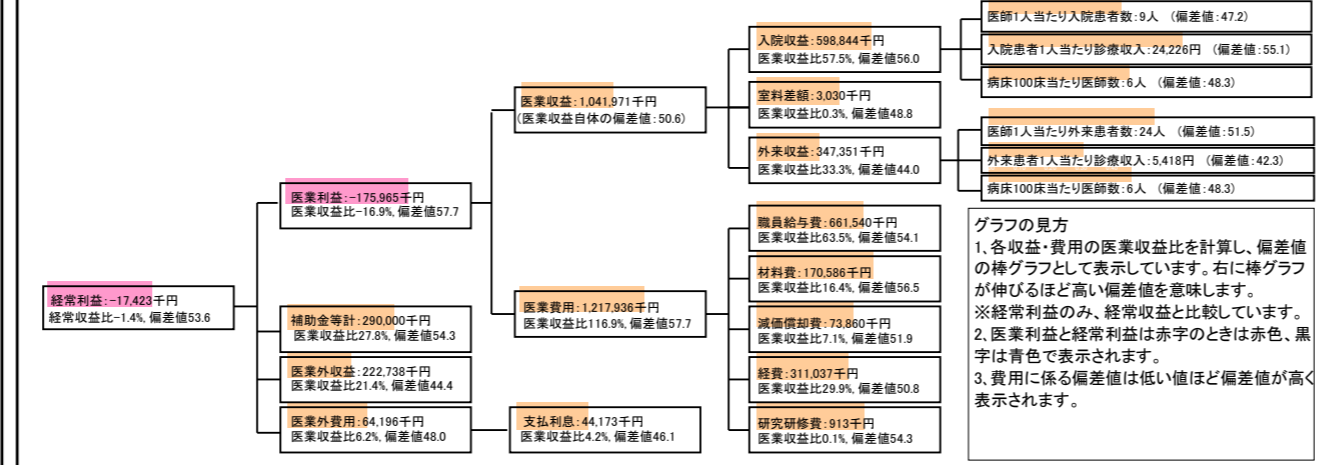 経常利益:-17,423千円
経常収支比-1.4%, 偏差値53.6
医業利益:-175,965千円
医業収益比-16.9%, 偏差値57.7
補助金等計:290,000千円
医業収益比27.8%, 偏差値54.3
医業外収益:222,738千円
医業収益比21.4%, 偏差値44.4
医業外費用:64,196千円
医業収益比6.2%, 偏差値48.0
支払利息:44,173千円
医業収益比4.2%, 偏差値46.1
医業収益:1,041,971千円
(医業収益自体の偏差値:50.6)
医業費用:1,217,936千円
医業収益比116.9%, 偏差値57.7
入院収益:598,844千円
医業収益比57.5%, 偏差値56.0
室料差額:3,030千円
医業収益比0.3%, 偏差値48.8
外来収益:347,351千円
医業収益比33.3%, 偏差値44.0
職員給与費:661,540千円
医業収益比63.5%, 偏差値54.1
材料費:170,586千円
医業収益比16.4%, 偏差値56.5
減価償却費:73,860千円
医業収益比7.1%, 偏差値51.9
経費:311,037千円
医業収益比29.9%, 偏差値50.8
研究研修費:913千円
医業収益比0.1%, 偏差値54.3
医師1人当たり入院患者数:9人 (偏差値:47.2)
入院患者1人当たり診療収入:24,226円 (偏差値:55.1)
病床100床当たり医師数:6人 (偏差値:48.3)
医師1人当たり外来患者数:24人 (偏差値:51.5)
外来患者1人当たり診療収入:5,418円 (偏差値:42.3)
病床100床当たり医師数:6人 (偏差値:48.3)
グラフの見方
1、各収益・費用の医業収益比を計算し、偏差値
の棒グラフとして表示しています。右に棒グラフ
が伸びるほど高い偏差値を意味します。
※経常利益のみ、経常収益と比較しています。
2、医業利益と経常利益は赤字のときは赤色、黒
字は青色で表示されます。
3、費用に係る偏差値は低い値ほど偏差値が高く
表示されます。